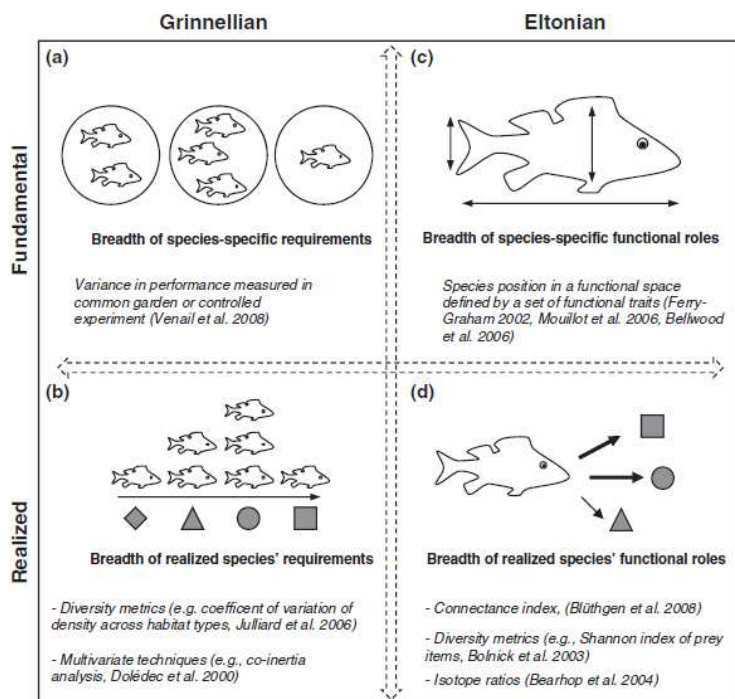 Grinnellian
Eltonian
Fundamental
(a)
Breadth of species-specific requirements
Variance in performance measured in
common garden or controlled
experiment (Venail et al. 2008)
(c)
Breadth of species-specific functional roles
Species position in a functional space
defined by a set of functional traits (Ferry-
Graham 2002, Mouillot et al. 2006, Bellwood
et al. 2006)
Realized
(b)
Breadth of realized species' requirements
- Diversity metrics (e.g. coefficent of variation of
density across habitat types, Julliard et al. 2006)
- Multivariate techniques (e.g., co-inertia
analysis, Dolédec et al. 2000)
(d)
Breadth of realized species' functional roles
- Connectance index, (Blüthgen et al. 2008)
- Diversity metrics (e.g., Shannon index of prey
items, Bolnick et al. 2003)
- Isotope ratios (Bearhop et al. 2004)